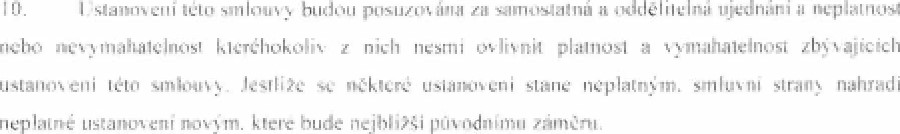 10. Ustanovení této smlouvy budou posuzována za samostatná a oddělitelná ujednání a neplatnost
nebo nevymahatelnost kteréhokoliv z nich nesmí ovlivnit platnost a vymahatelnost zbývajících
ustanovení této smlouvy. Jestliže se některé ustanovení stane neplatným, smluvní strany nahradí
neplatné ustanovení novým, které bude nejbližší původnímu záměru.